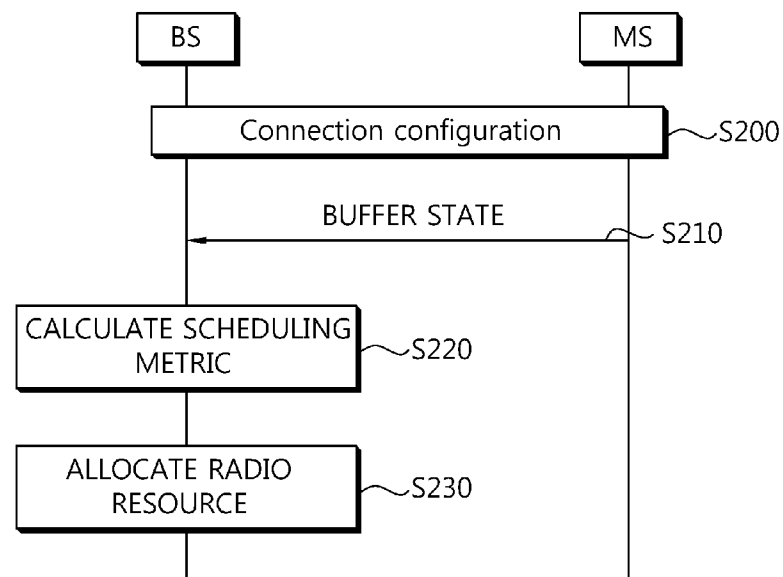 BS
MS
Connection configuration
S200
BUFFER STATE
S210
CALCULATE SCHEDULING
METRIC
S220
ALLOCATE RADIO
RESOURCE
S230